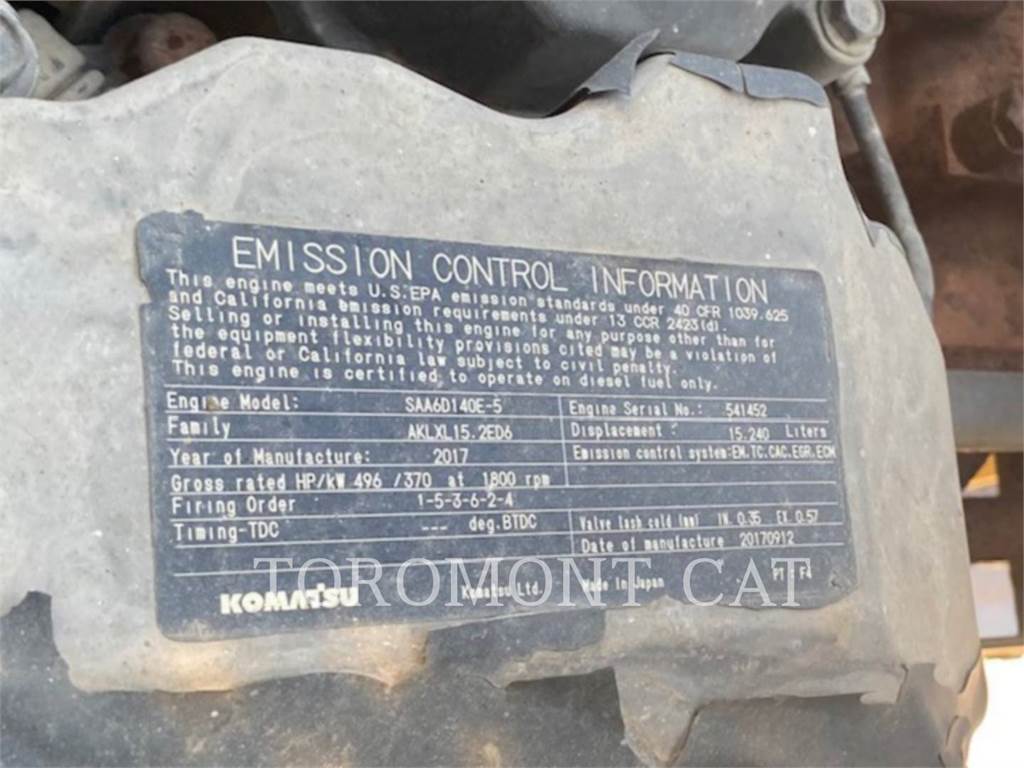 EMISSION CONTROL INFORMATION
This engine meets U.S.EPA emission standards under 40 CFR 1039.625
and California emission requirements under 13 CCR 2423(d).
Selling or installing this engine for any purpose other than for
the equipment flexibility provisions cited may be a violation of
federal or California law subject to civil penalty.
This engine is certified to operate on diesel fuel only.
Engine Model: SAA6D140E-5 Engine Serial No.: 541452
Family AKLXL15.2ED6 Displacement : 15.240 Liters
Year of Manufacture: 2017 Emission control system:EM.TC.CAC.EGR.ECM
Gross rated HP/kW 496 /370 at 1800 rpm
Firing Order 1-5-3-6-2-4
Timing-TDC --- deg.BTDC Valve lash cold (mm) IN 0.35 EX 0.57
Date of manufacture 20170912
KOMATSU Komatsu Ltd. Made In Japan PT : F4
TOROMONT CAT